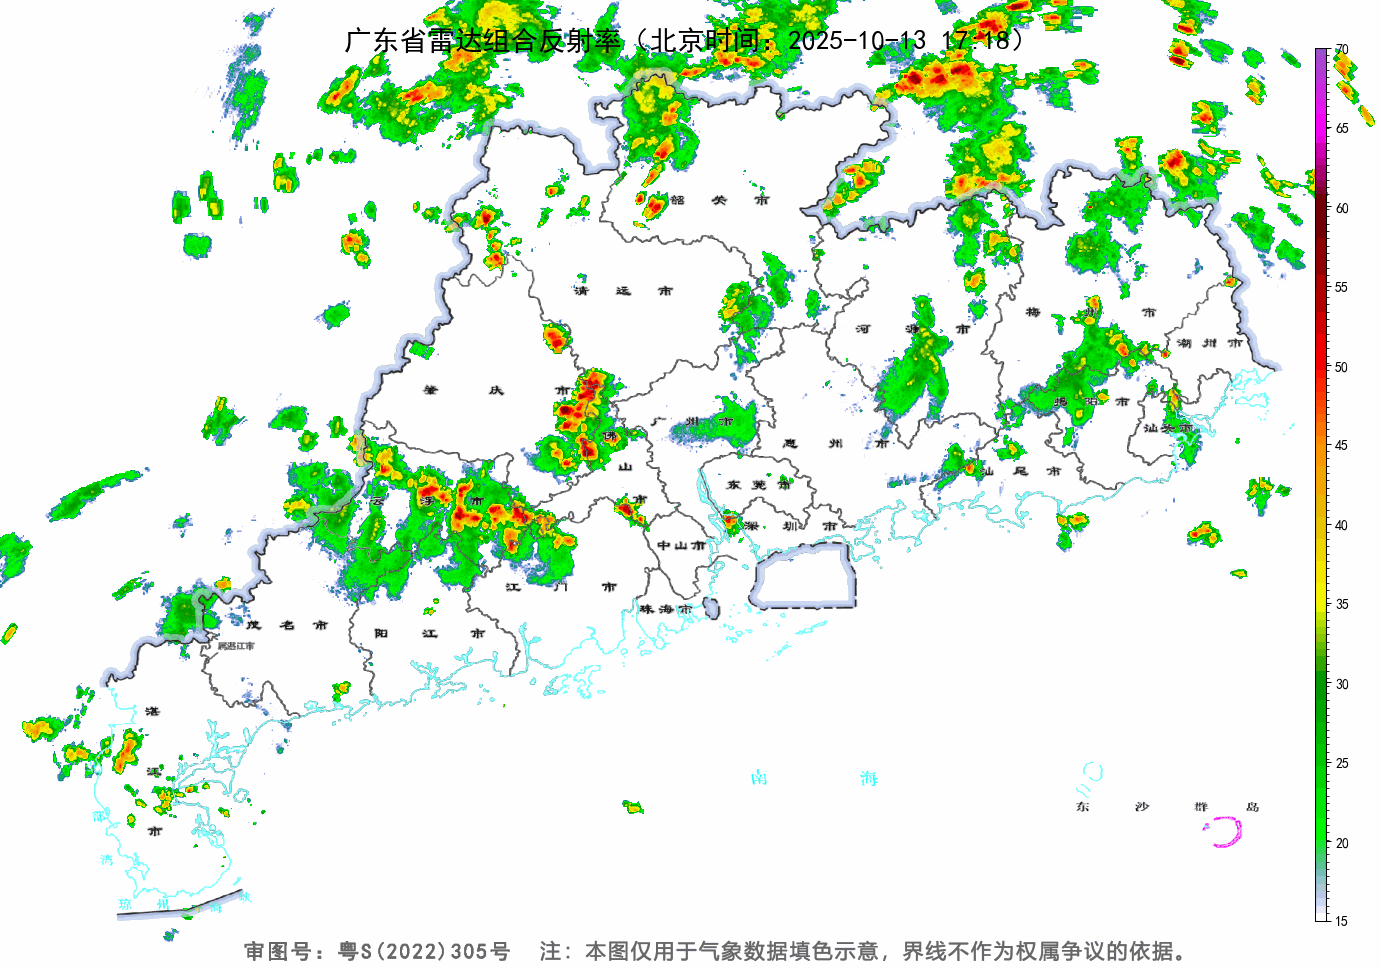 广东省雷达组合反射率（北京时间：2025-10-13 17:18）
70
65
60
55
50
45
40
35
30
25
20
15
韶关市
清远市
河源市
梅州市
潮州市
肇庆市
广州市
惠州市
揭阳市
汕头市
汕尾市
佛山市
云浮市
东莞市
深圳市
中山市
江门市
珠海市
茂名市
属湛江市
阳江市
湛江市
南海
东沙群岛
琼州海峡
审图号：粤S(2022)305号 注：本图仅用于气象数据填色示意，界线不作为权属争议的依据。